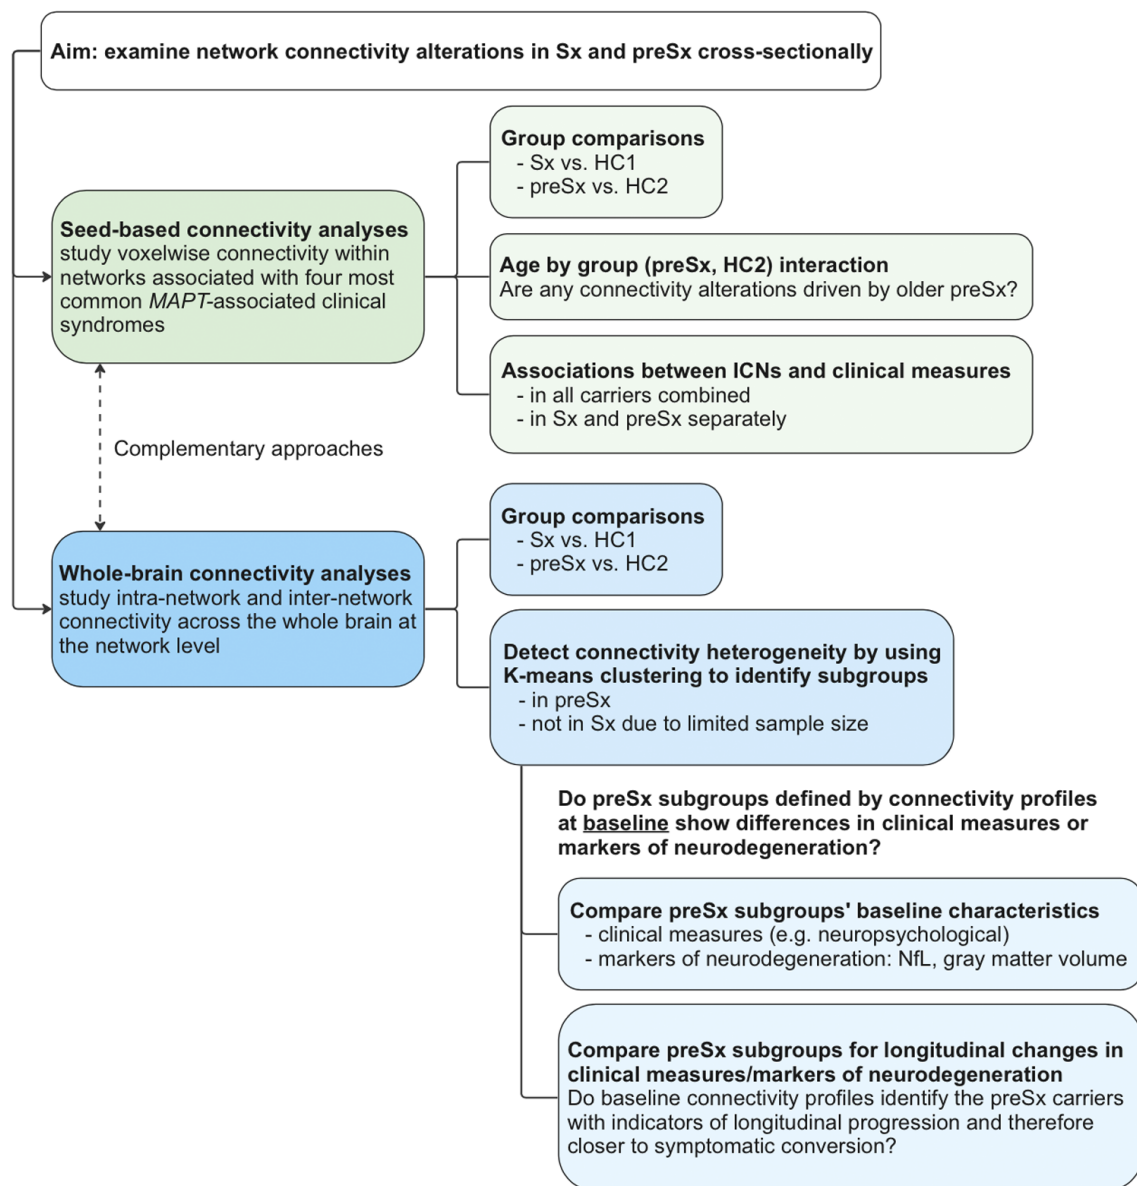 Aim: examine network connectivity alterations in Sx and preSx cross-sectionally
Group comparisons
- Sx vs. HC1
- preSx vs. HC2
Seed-based connectivity analyses
study voxelwise connectivity within
networks associated with four most
common MAPT-associated clinical
syndromes
Age by group (preSx, HC2) interaction
Are any connectivity alterations driven by older preSx?
Associations between ICNs and clinical measures
- in all carriers combined
- in Sx and preSx separately
Complementary approaches
Group comparisons
- Sx vs. HC1
- preSx vs. HC2
Whole-brain connectivity analyses
study intra-network and inter-network
connectivity across the whole brain at
the network level
Detect connectivity heterogeneity by using
K-means clustering to identify subgroups
- in preSx
- not in Sx due to limited sample size
Do preSx subgroups defined by connectivity profiles
at baseline show differences in clinical measures or
markers of neurodegeneration?
Compare preSx subgroups' baseline characteristics
- clinical measures (e.g. neuropsychological)
- markers of neurodegeneration: NfL, gray matter volume
Compare preSx subgroups for longitudinal changes in
clinical measures/markers of neurodegeneration
Do baseline connectivity profiles identify the preSx carriers
with indicators of longitudinal progression and therefore
closer to symptomatic conversion?